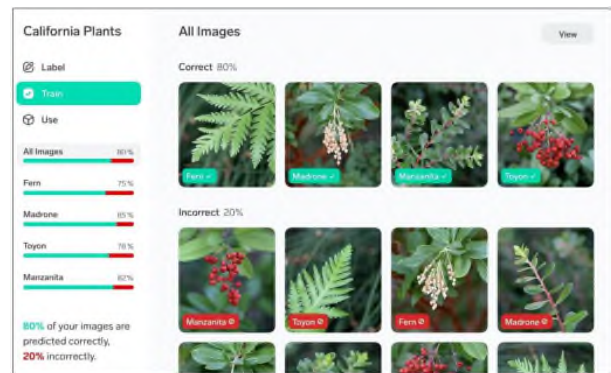 California Plants
Label
Train
Use
All Images 80%
Fern 75%
Madrone 85%
Toyon 78%
Manzanita 82%
80% of your images are
predicted correctly,
20% incorrectly.
All Images
View
Correct 80%
Fern
Madrone
Manzanita
Toyon
Incorrect 20%
Manzanita
Toyon
Fern
Madrone